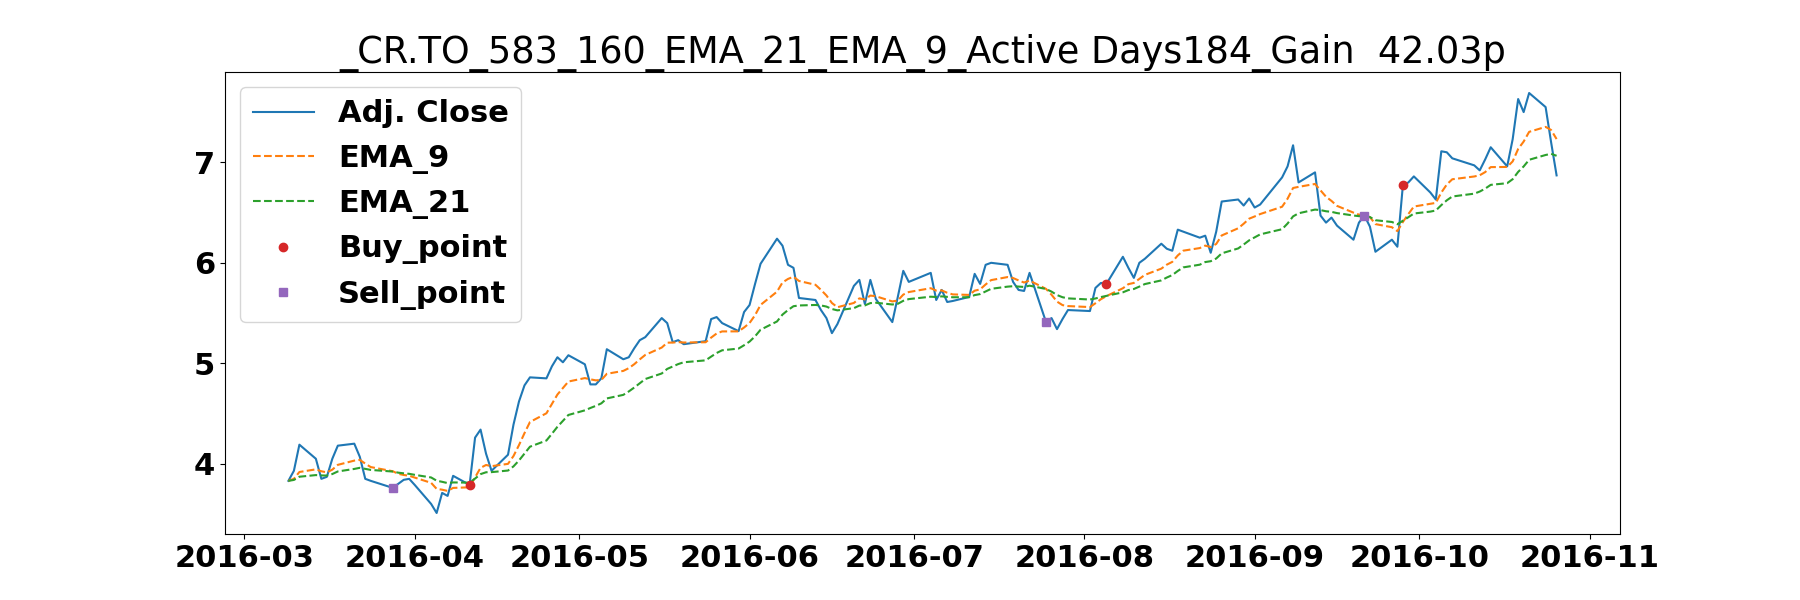 _CR.TO_583_160_EMA_21_EMA_9_Active Days184_Gain  42.03p
Adj. Close
EMA_9
EMA_21
Buy_point
Sell_point
7
6
5
4
2016-03 2016-04 2016-05 2016-06 2016-07 2016-08 2016-09 2016-10 2016-11